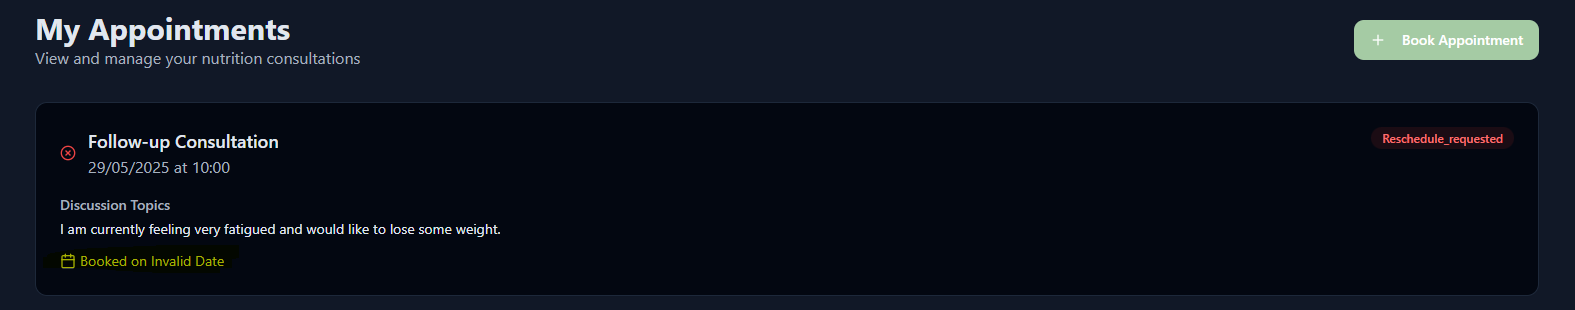 My Appointments
View and manage your nutrition consultations
+ Book Appointment
Follow-up Consultation
29/05/2025 at 10:00
Reschedule_requested
Discussion Topics
I am currently feeling very fatigued and would like to lose some weight.
Booked on Invalid Date